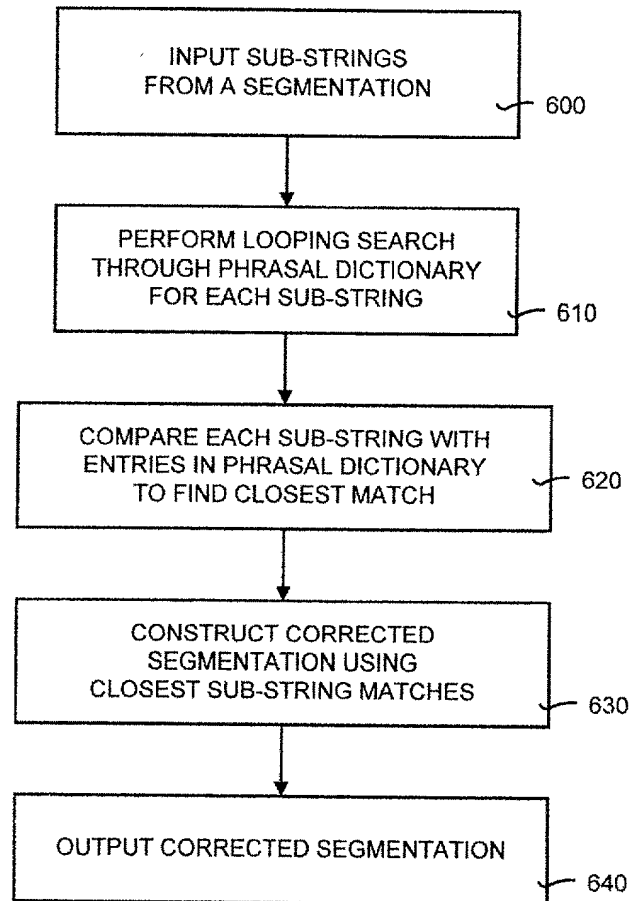 INPUT SUB-STRINGS
FROM A SEGMENTATION
600
PERFORM LOOPING SEARCH
THROUGH PHRASAL DICTIONARY
FOR EACH SUB-STRING
610
COMPARE EACH SUB-STRING WITH
ENTRIES IN PHRASAL DICTIONARY
TO FIND CLOSEST MATCH
620
CONSTRUCT CORRECTED
SEGMENTATION USING
CLOSEST SUB-STRING MATCHES
630
OUTPUT CORRECTED SEGMENTATION
640